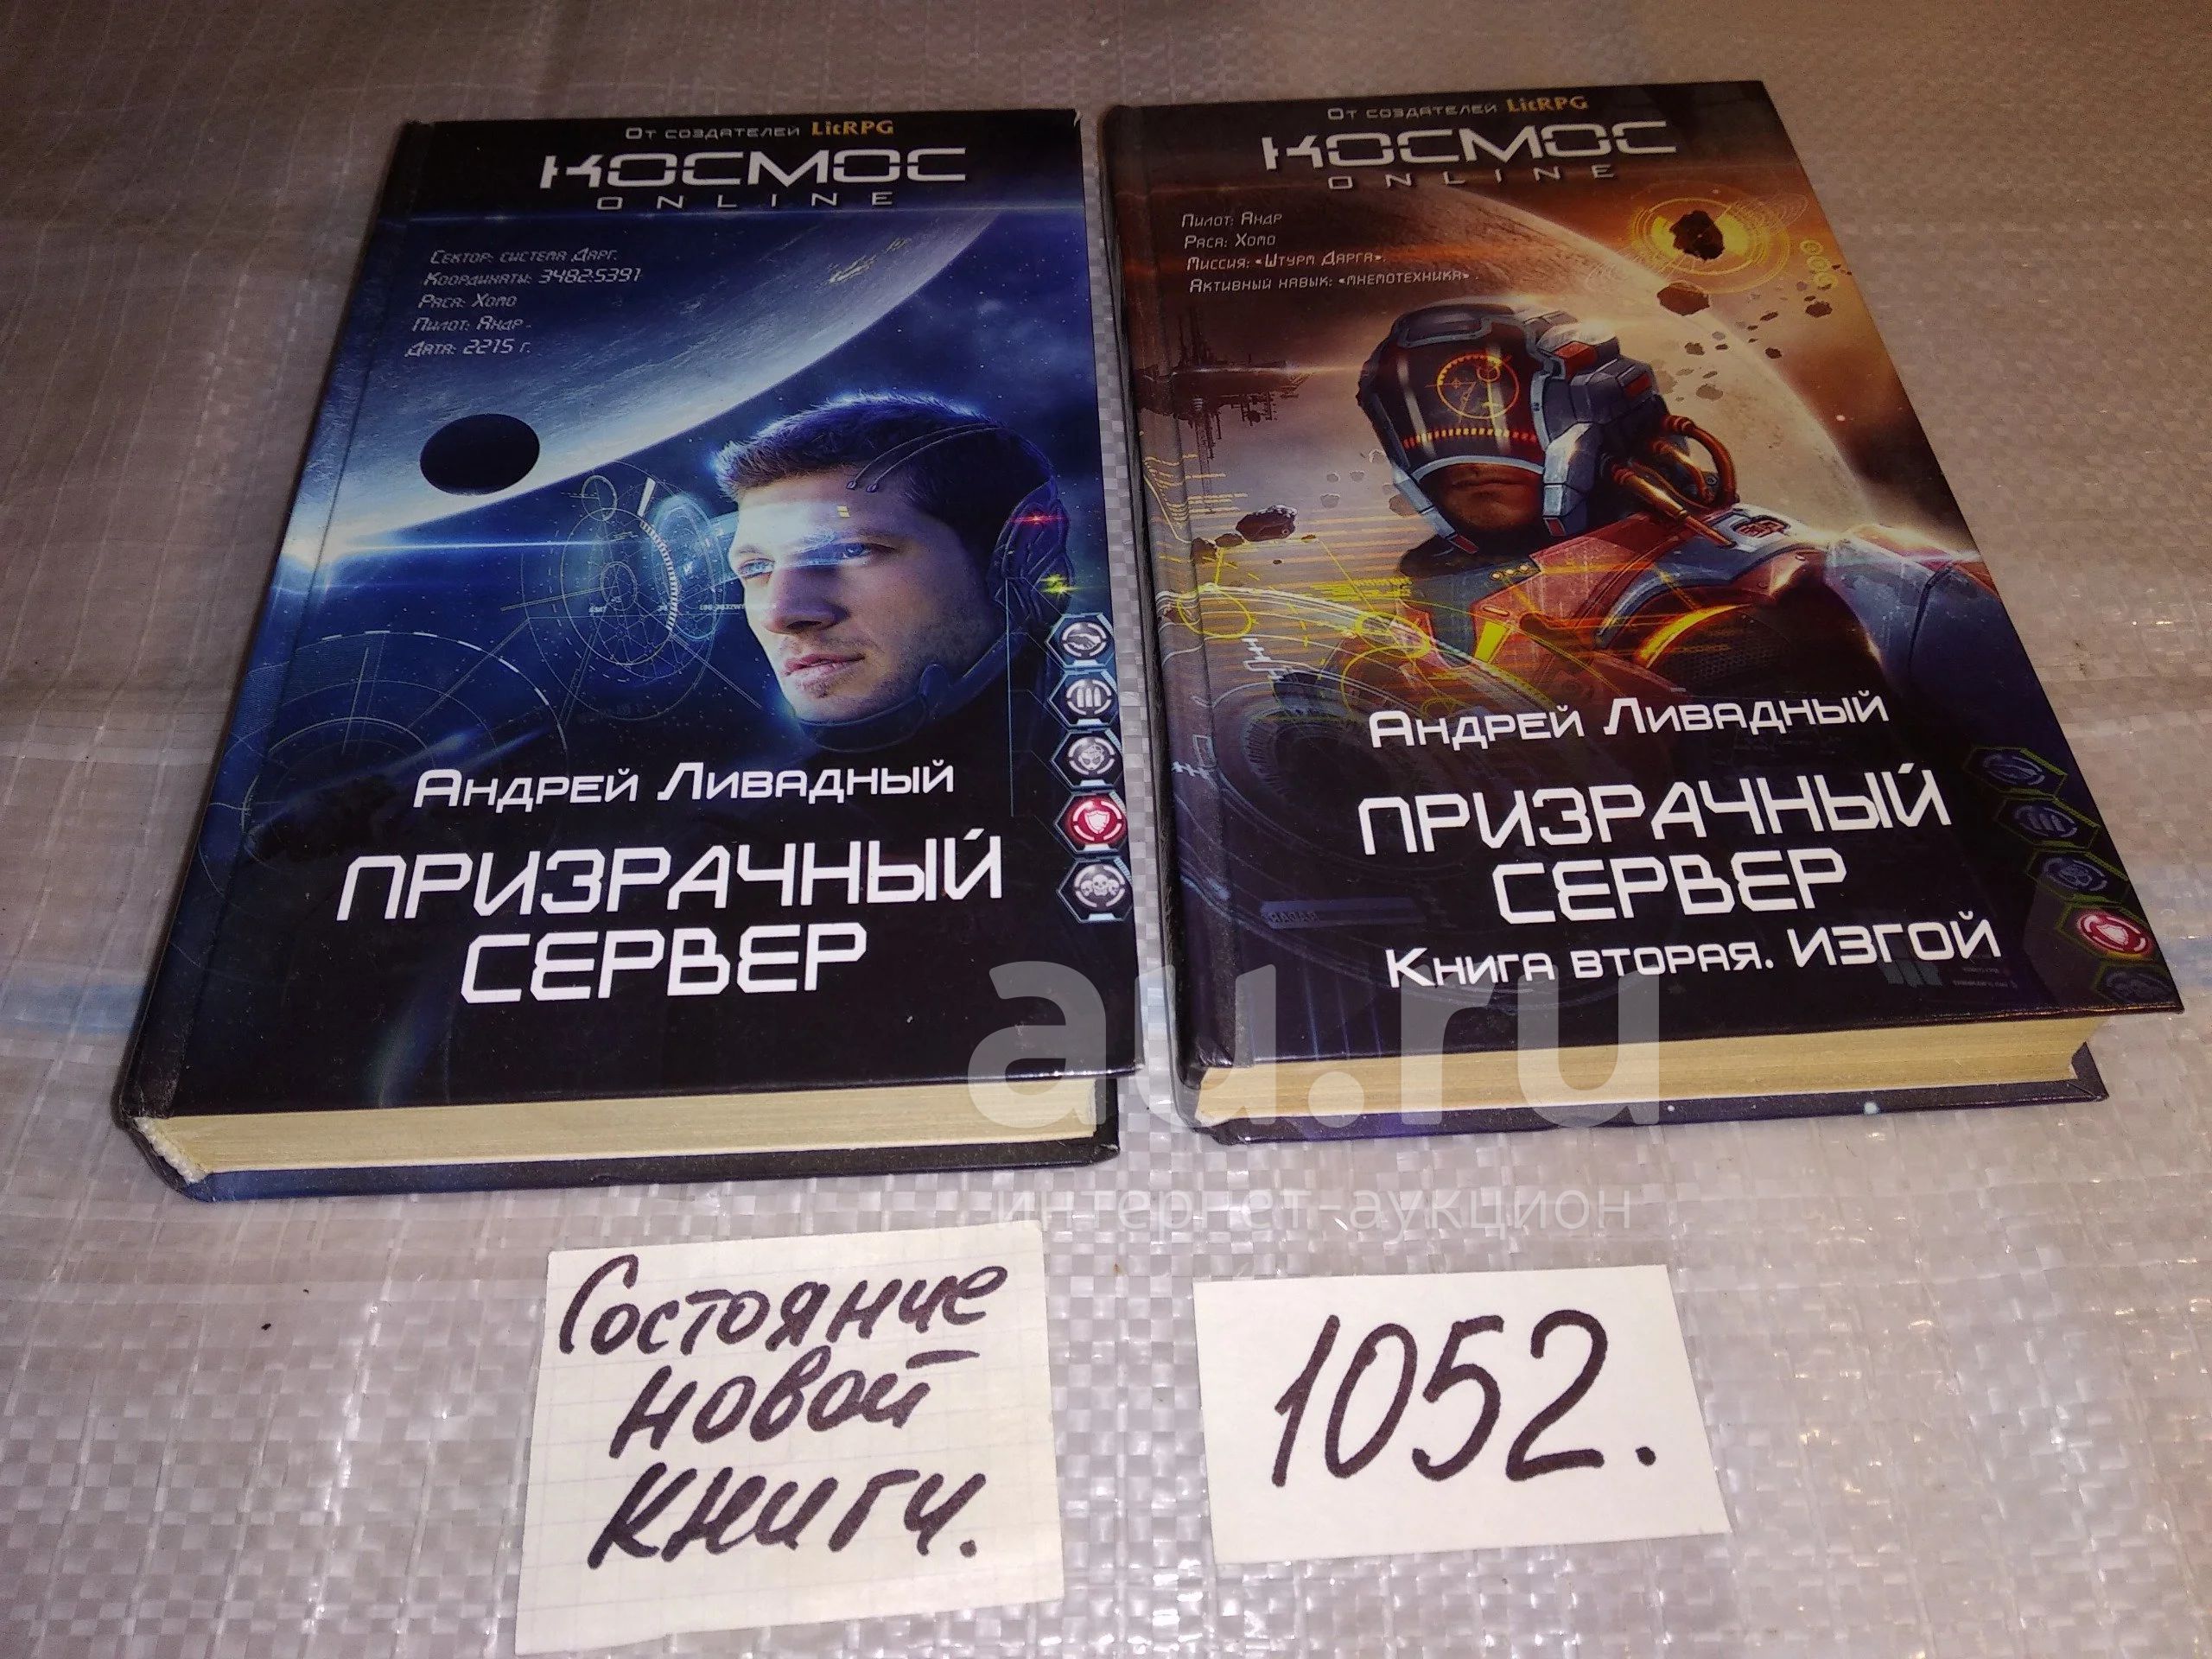 От создателей LitRPG
КОСМОС
ONLINE
Сектор: система Дарг.
Координаты: 3482:5391
Раса: Хомо
Пилот: Андр
Дата: 2215 г.
Андрей Ливадный
ПРИЗРАЧНЫЙ
СЕРВЕР
От создателей LitRPG
КОСМОС
ONLINE
Пилот: Андр
Раса: Хомо
Миссия: «Штурм Дарга».
Активный навык: «мнемотехника».
Андрей Ливадный
ПРИЗРАЧНЫЙ
СЕРВЕР
Книга вторая. ИЗГОЙ
au.ru
интернет-аукцион
Состояние
новой
книги.
1052.